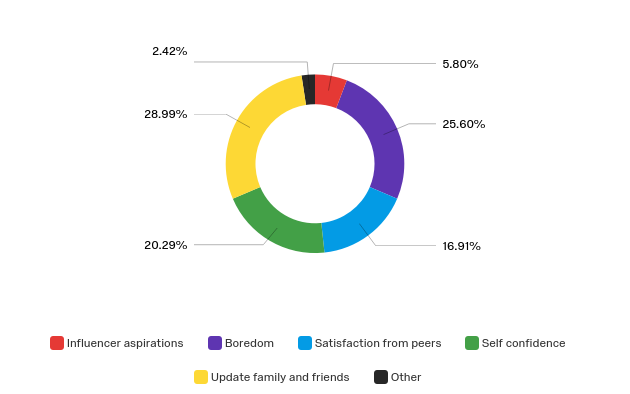 2.42%
5.80%
28.99%
25.60%
20.29%
16.91%
Influencer aspirations
Boredom
Satisfaction from peers
Self confidence
Update family and friends
Other